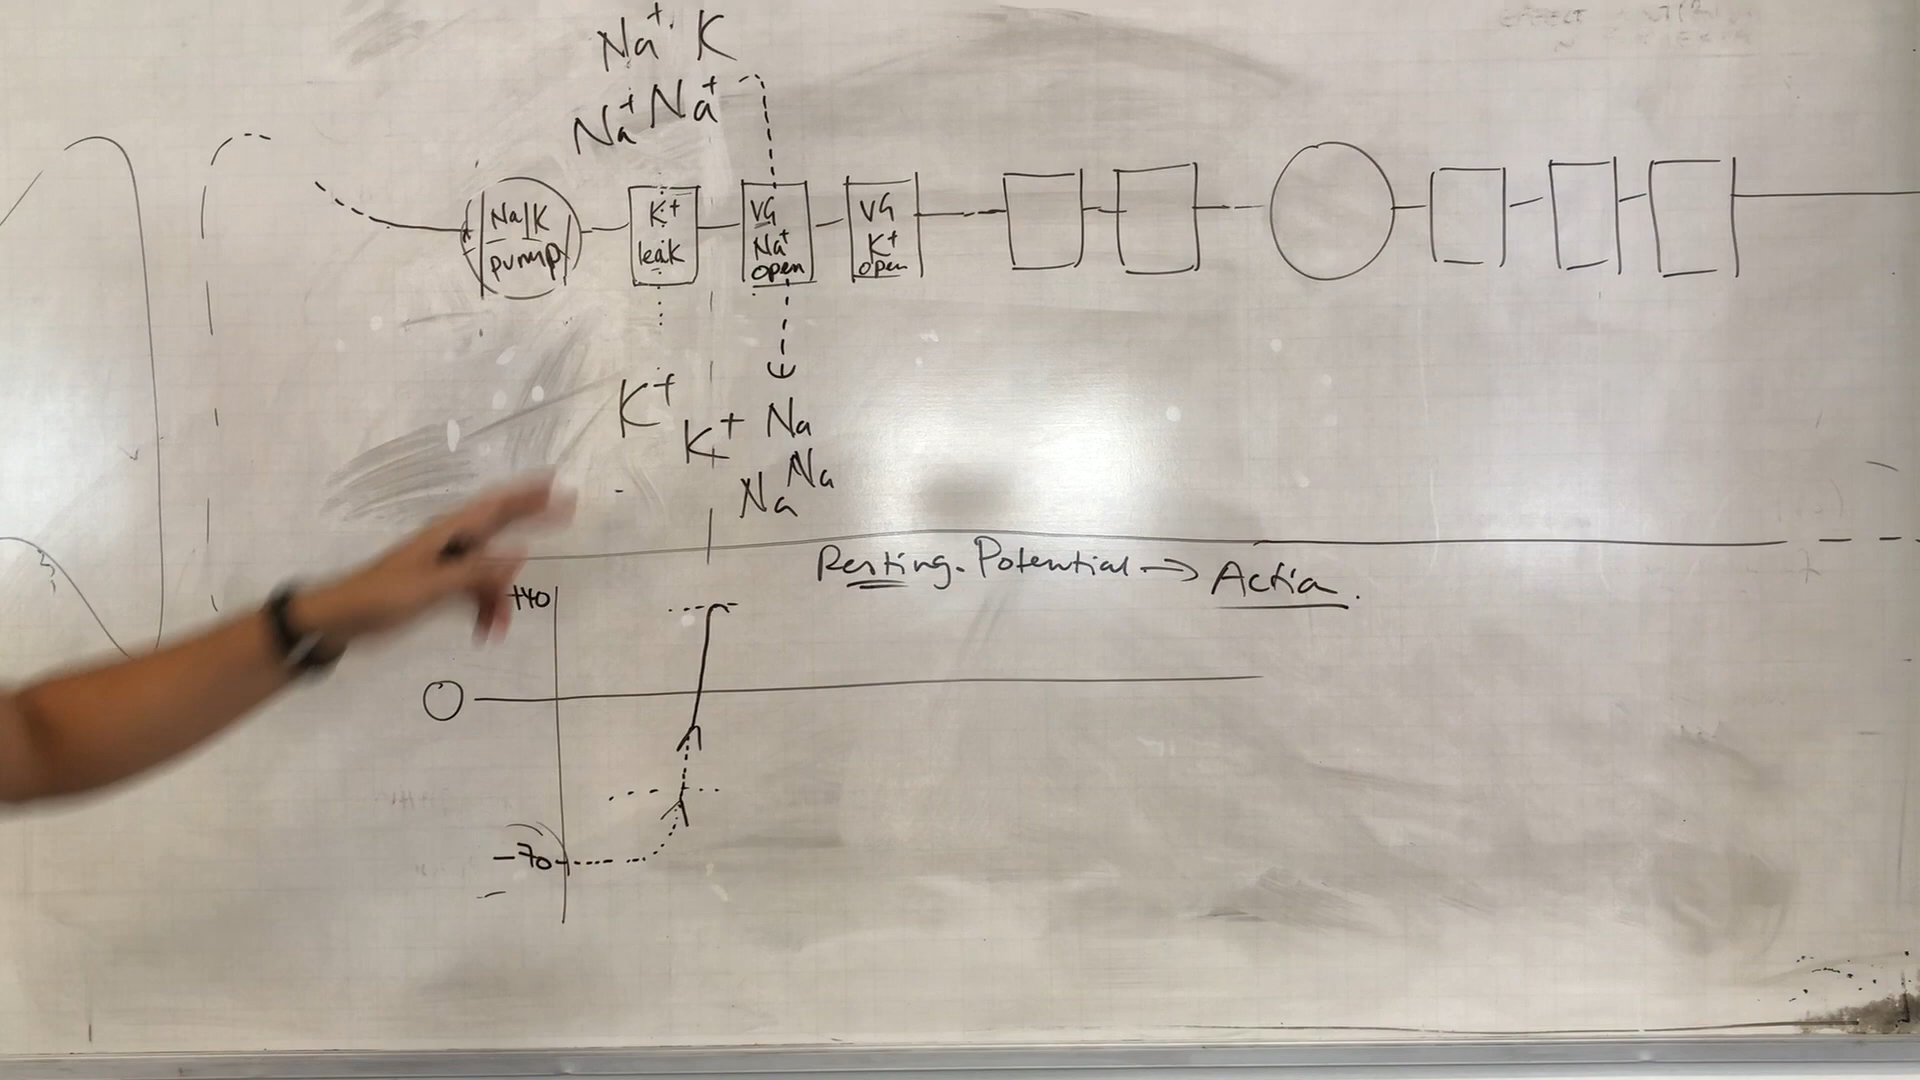 Na⁺ K
Na⁺ Na⁺
Na/K pump
K⁺ leak
VG Na⁺ open
VG K⁺ open
K⁺
K⁺ Na
Na Na
Resting Potential → Action
+40
0
-70